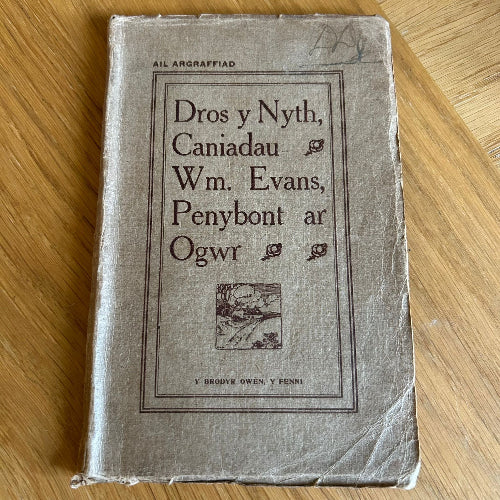 AIL ARGRAFFIAD
Dros y Nyth,
Caniadau
Wm. Evans,
Penybont ar
Ogwr
Y BRODYR OWEN, Y FENNI